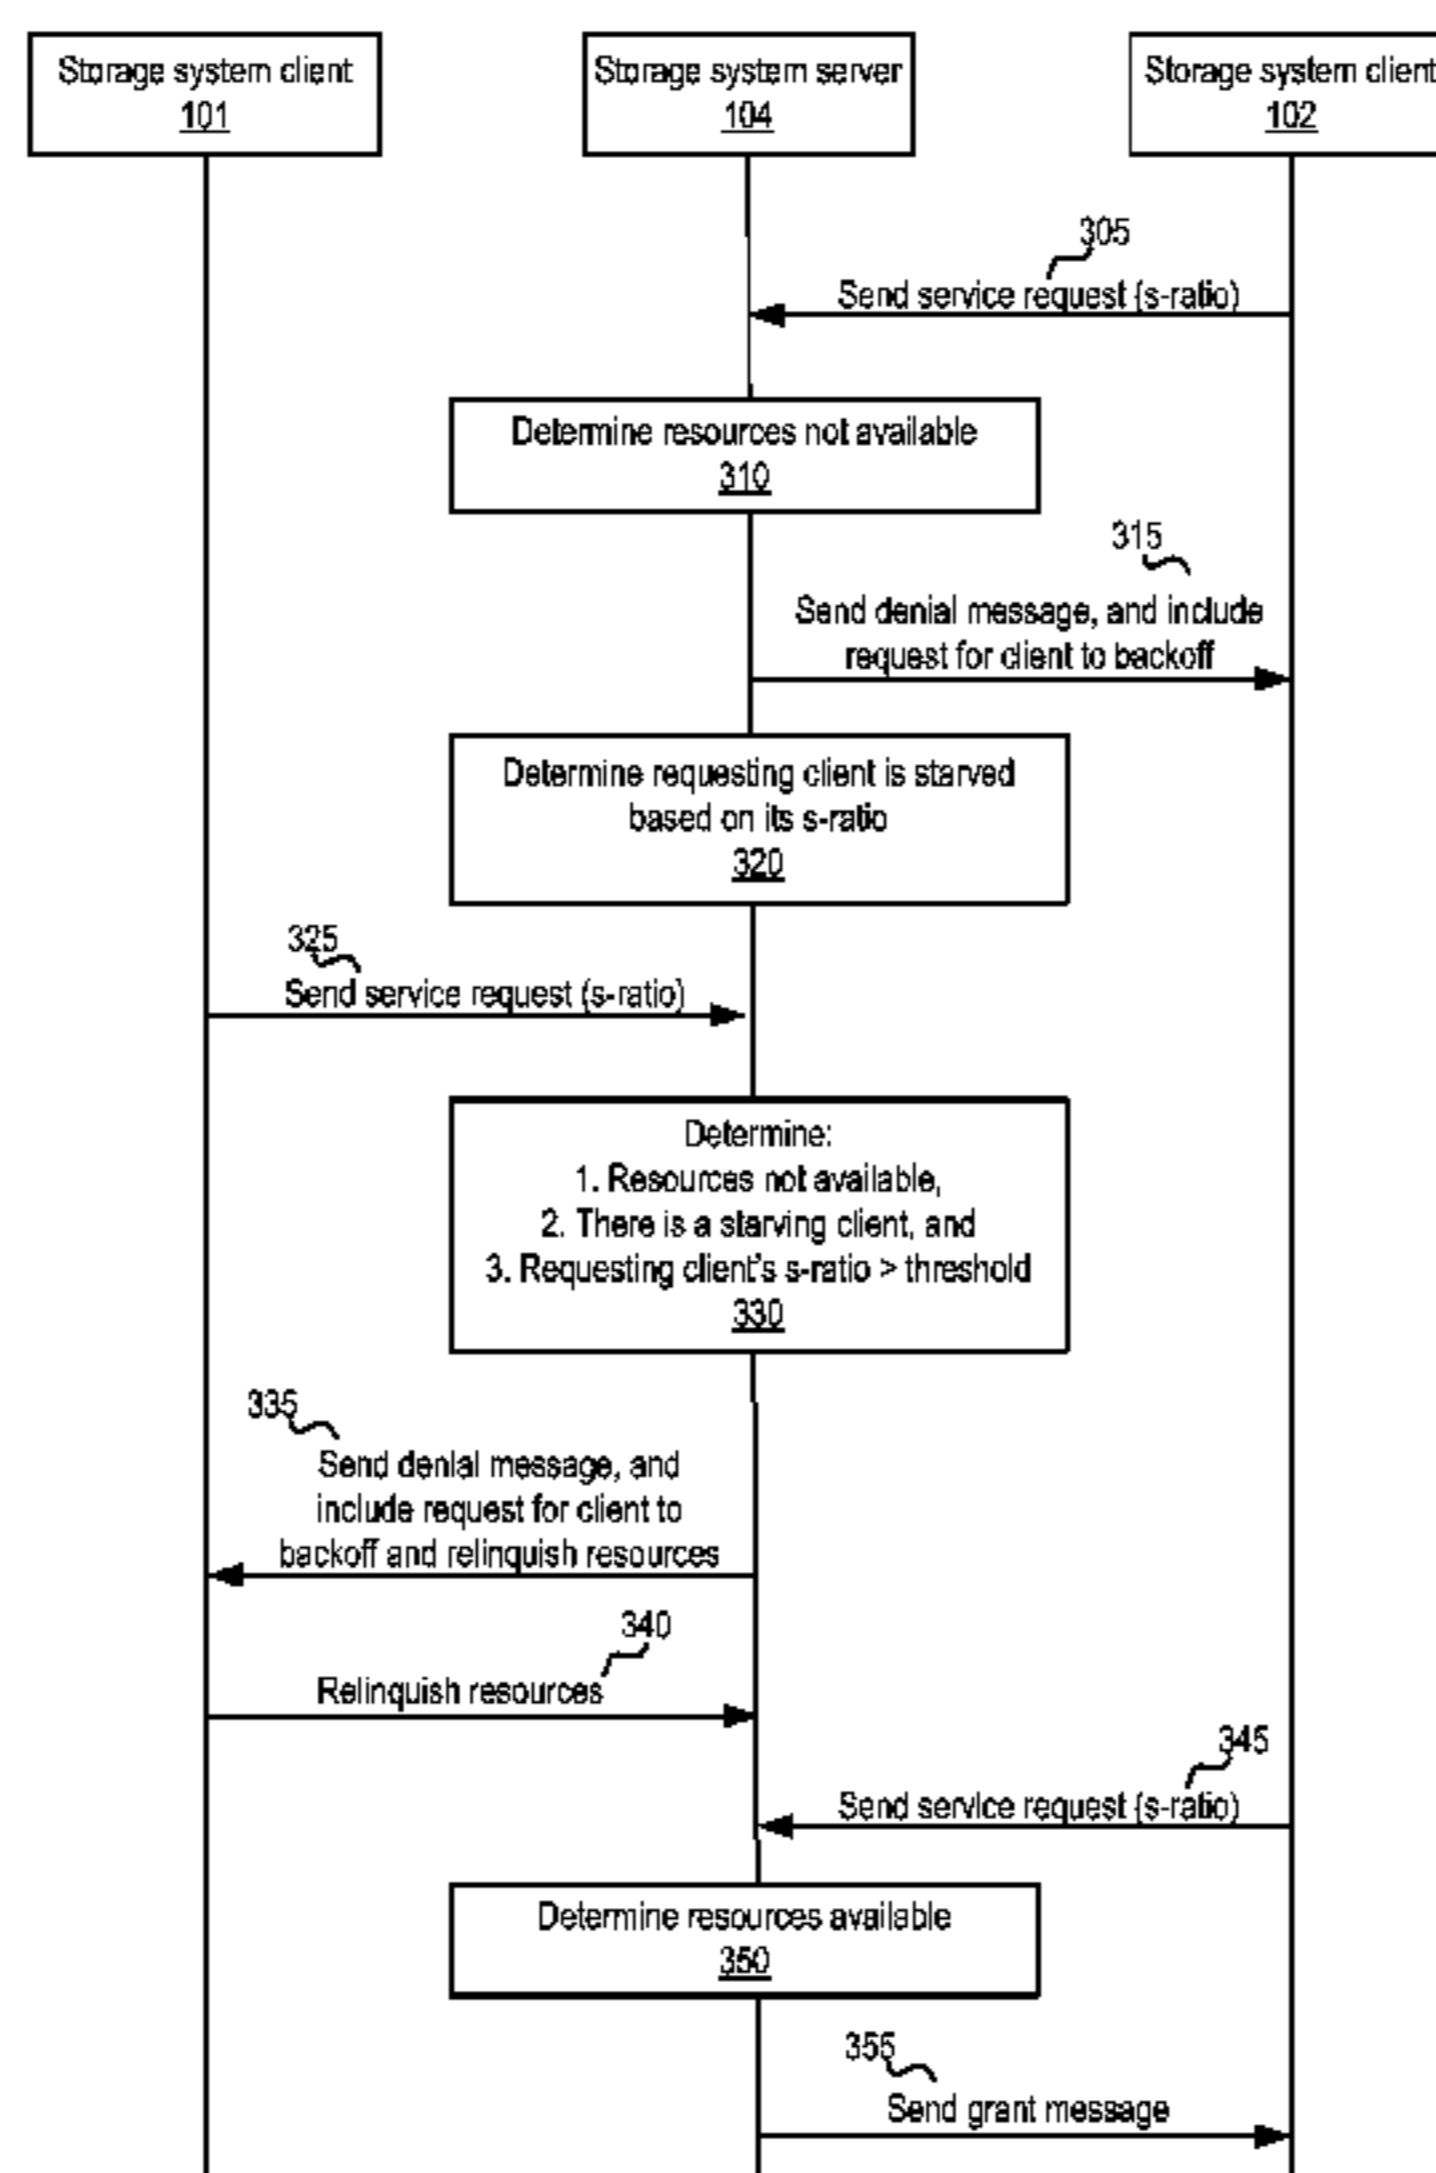 Storage system client
101
Storage system server
104
Storage system client
102
305
Send service request (s-ratio)
Determine resources not available
310
315
Send denial message, and include
request for client to backoff
Determine requesting client is starved
based on its s-ratio
320
325
Send service request (s-ratio)
Determine:
1. Resources not available,
2. There is a starving client, and
3. Requesting client's s-ratio > threshold
330
335
Send denial message, and
include request for client to
backoff and relinquish resources
340
Relinquish resources
345
Send service request (s-ratio)
Determine resources available
350
355
Send grant message